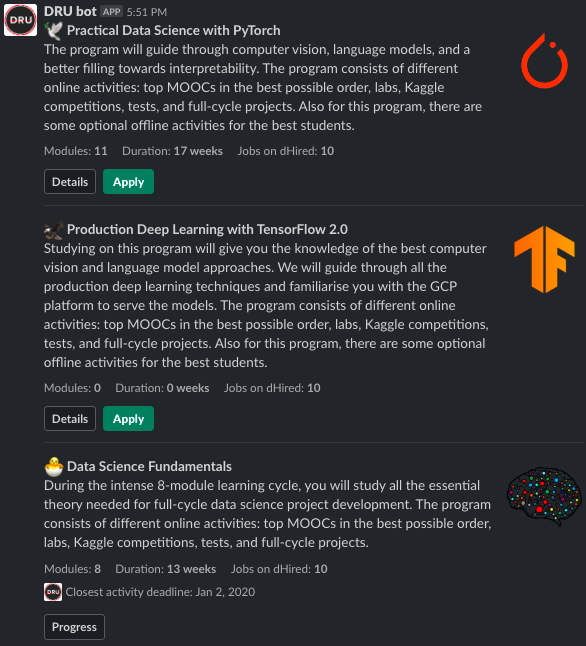 DRU
DRU bot APP 5:51 PM
Practical Data Science with PyTorch
The program will guide through computer vision, language models, and a
better filling towards interpretability. The program consists of different
online activities: top MOOCs in the best possible order, labs, Kaggle
competitions, tests, and full-cycle projects. Also for this program, there are
some optional offline activities for the best students.
Modules: 11 Duration: 17 weeks Jobs on dHired: 10
Details Apply
Production Deep Learning with TensorFlow 2.0
Studying on this program will give you the knowledge of the best computer
vision and language model approaches. We will guide through all the
production deep learning techniques and familiarise you with the GCP
platform to serve the models. The program consists of different online
activities: top MOOCs in the best possible order, labs, Kaggle competitions,
tests, and full-cycle projects. Also for this program, there are some optional
offline activities for the best students.
Modules: 0 Duration: 0 weeks Jobs on dHired: 10
Details Apply
Data Science Fundamentals
During the intense 8-module learning cycle, you will study all the essential
theory needed for full-cycle data science project development. The program
consists of different online activities: top MOOCs in the best possible order,
labs, Kaggle competitions, tests, and full-cycle projects.
Modules: 8 Duration: 13 weeks Jobs on dHired: 10
DRU Closest activity deadline: Jan 2, 2020
Progress